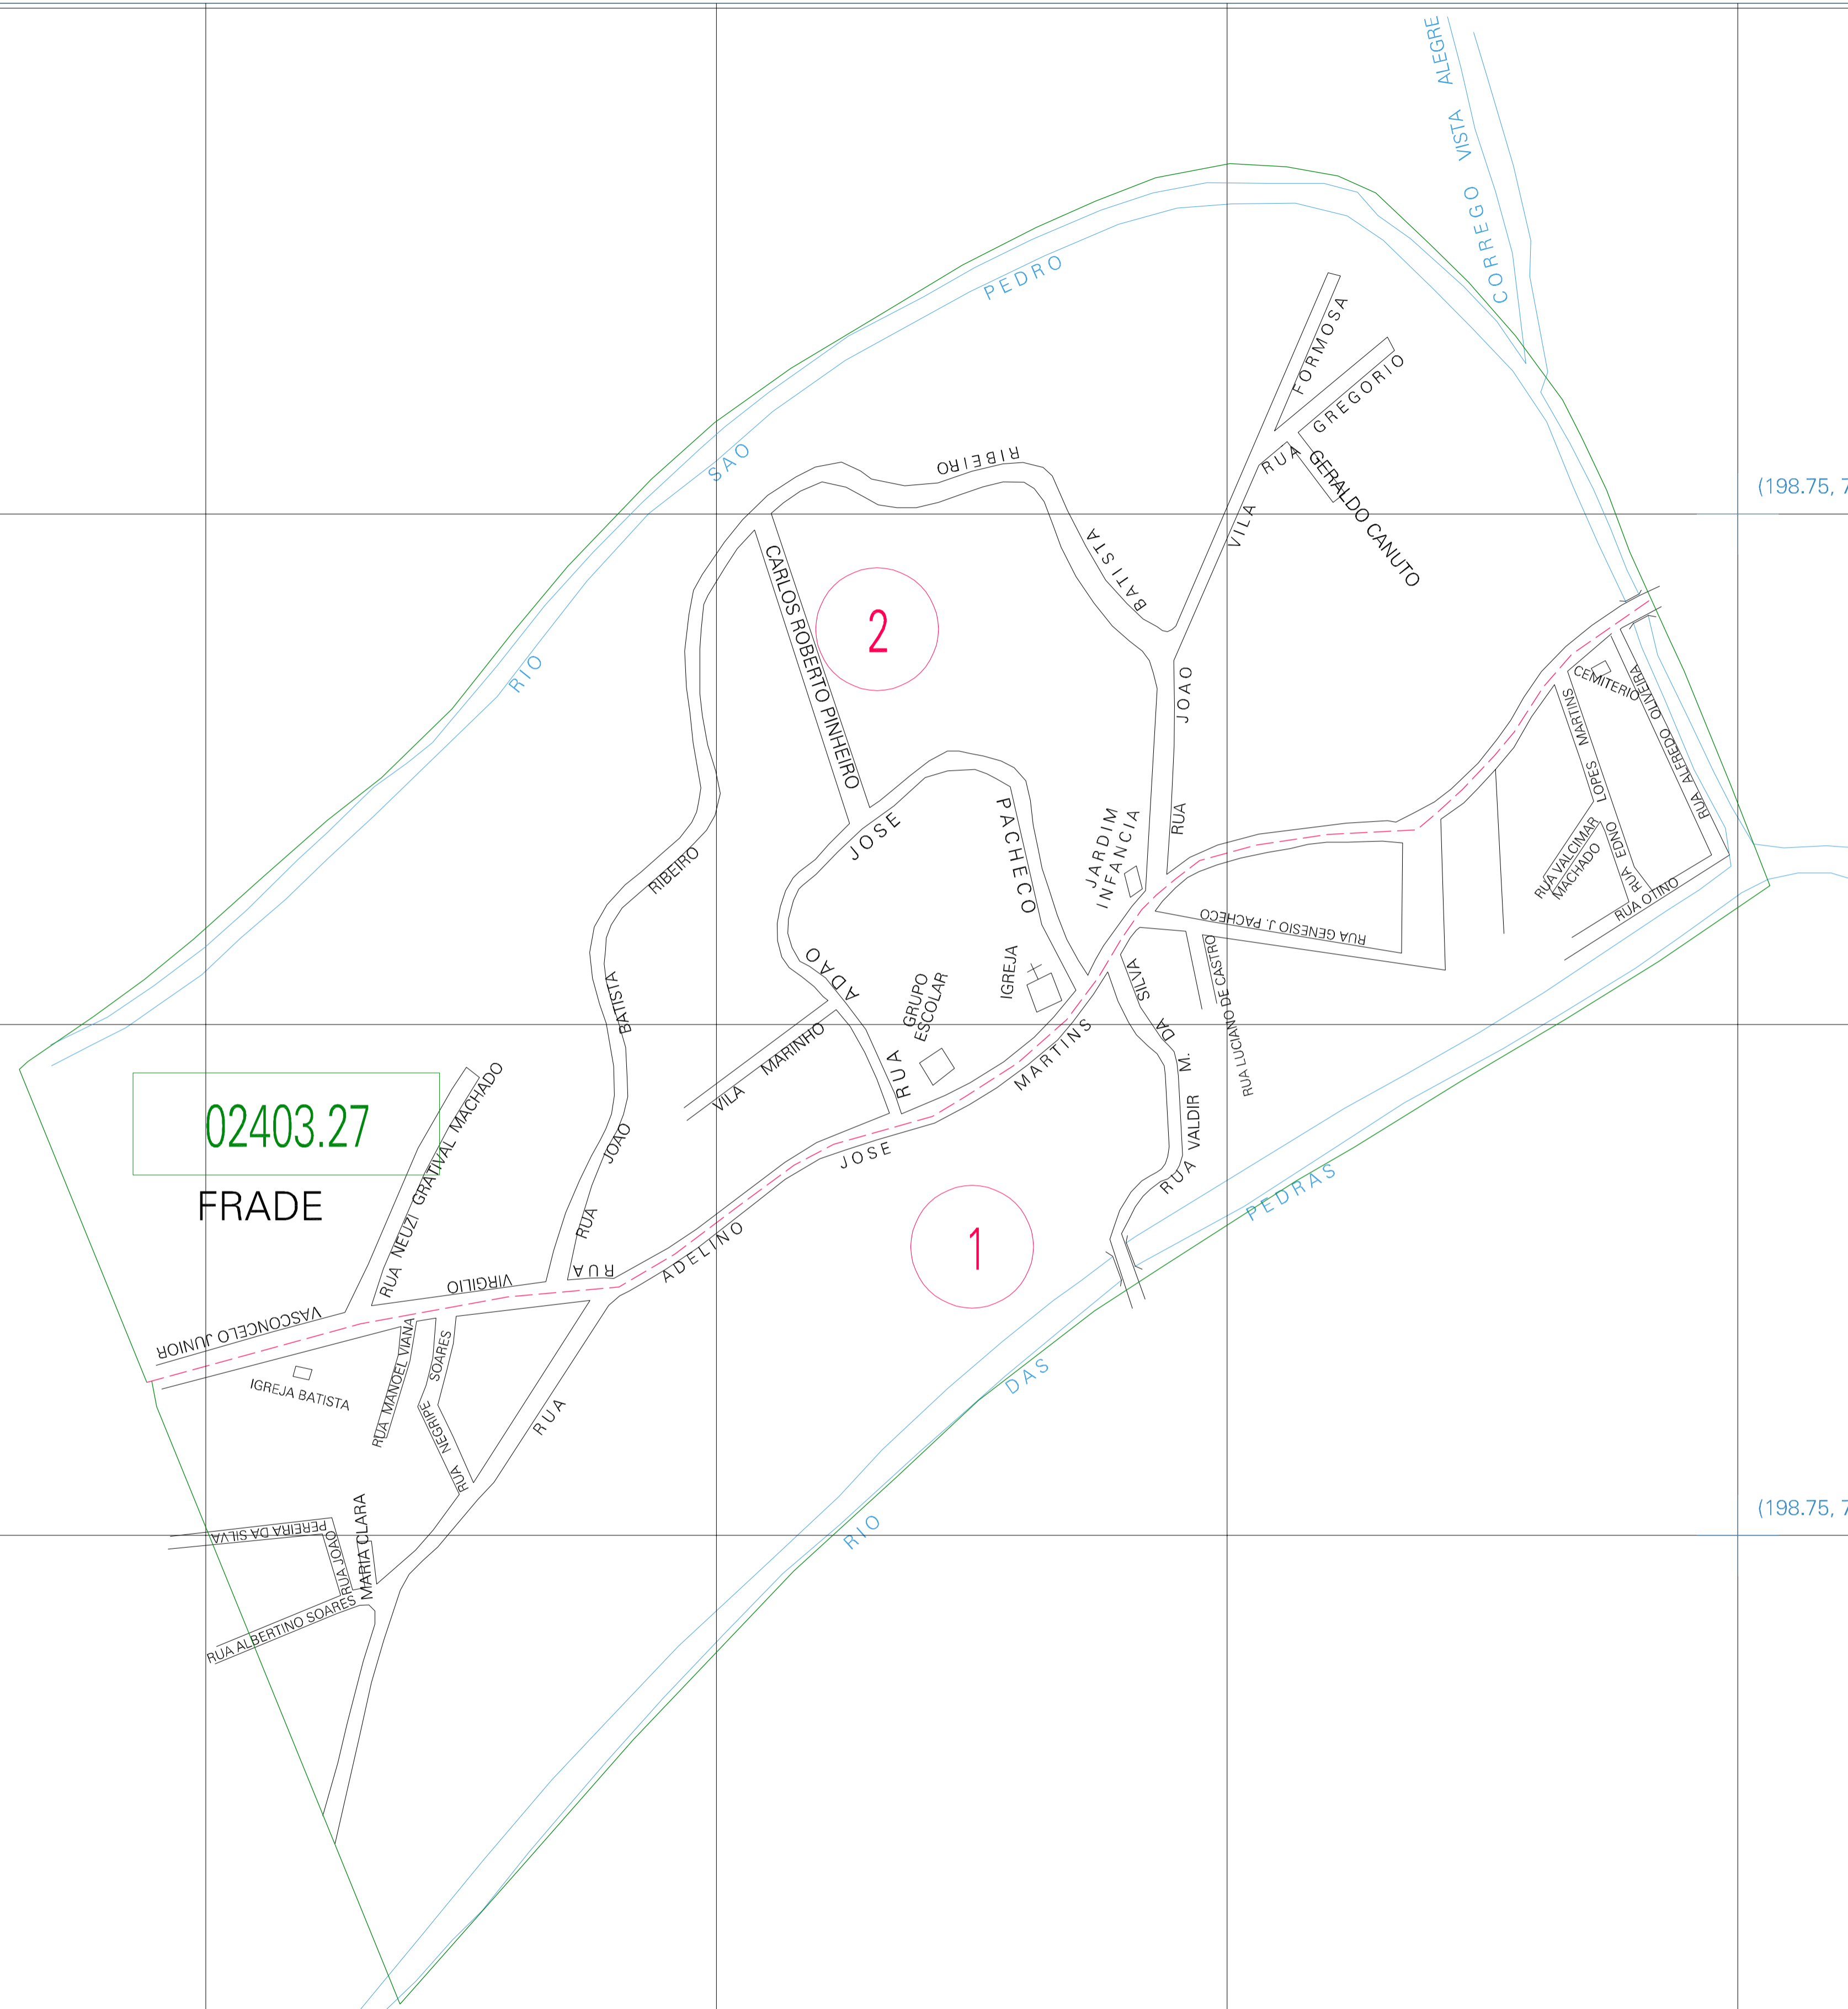 CORREGO VISTA ALEGRE
RIO SAO PEDRO
FORMOSA
RUA GREGORIO
GERALDO CANUTO
VILA
(198.75, 7
RUA JOAO BATISTA RIBEIRO
CARLOS ROBERTO PINHEIRO
2
CEMITERIO
RUA ALFREDO OLIVEIRA
RUA EDNO LOPES MARTINS
RUA VALCIMAR
MACHADO
RUA OTINO
RUA ADAO JOSE PACHECO
JARDIM
INFANCIA
RUA GENESIO J. PACHECO
RUA LUCIANO DE CASTRO
IGREJA
GRUPO
ESCOLAR
VILA MARINHO
RUA JOAO BATISTA RIBEIRO
RUA VALDIR M. DA SILVA
RUA ADELINO JOSE MARTINS
02403.27
FRADE
RUA NEUZI GRATIVAL MACHADO
1
RIO DAS PEDRAS
RUA VIRGILIO VASCONCELO JUNIOR
IGREJA BATISTA
RUA MANOEL VIANA
RUA NEGRIPE SOARES
RUA
MARIA CLARA
RUA JOAO PEREIRA DA SILVA
RUA ALBERTINO SOARES
(198.75, 7